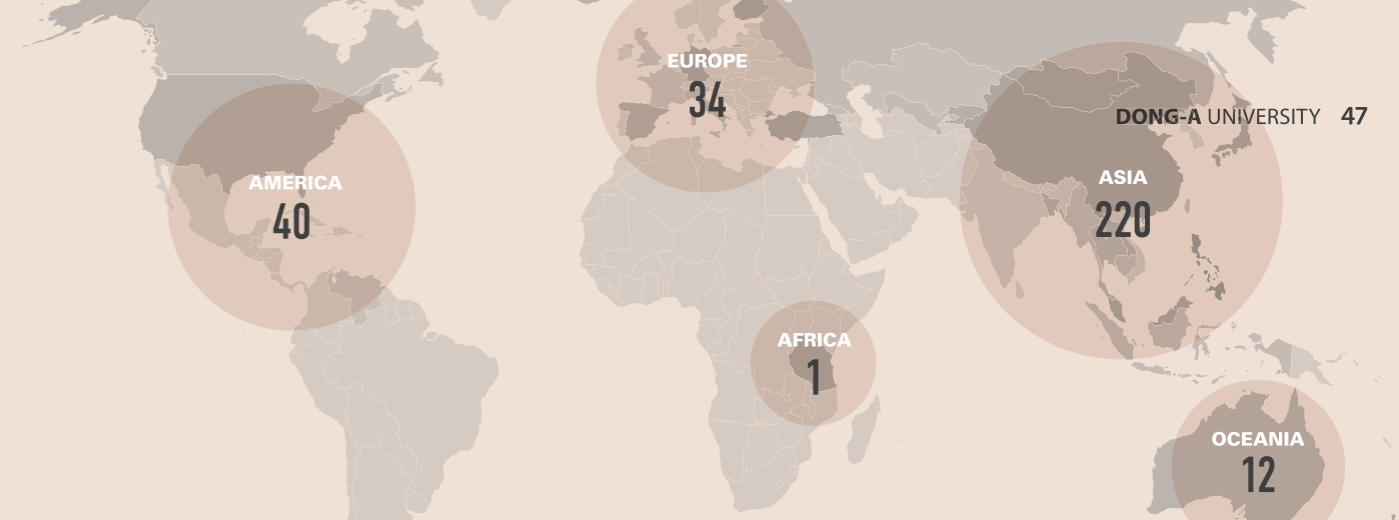 EUROPE
34
DONG-A UNIVERSITY 47
AMERICA
40
ASIA
220
AFRICA
1
OCEANIA
12